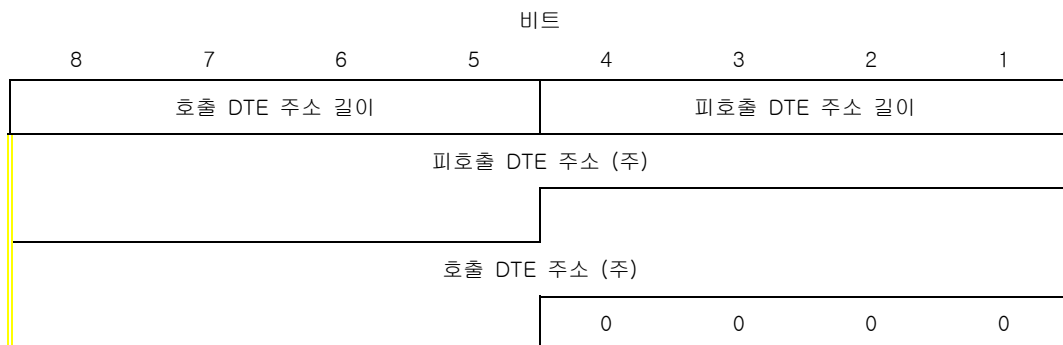 비트
8 7 6 5 4 3 2 1
호출 DTE 주소 길이 피호출 DTE 주소 길이
피호출 DTE 주소 (주)
호출 DTE 주소 (주)
0 0 0 0